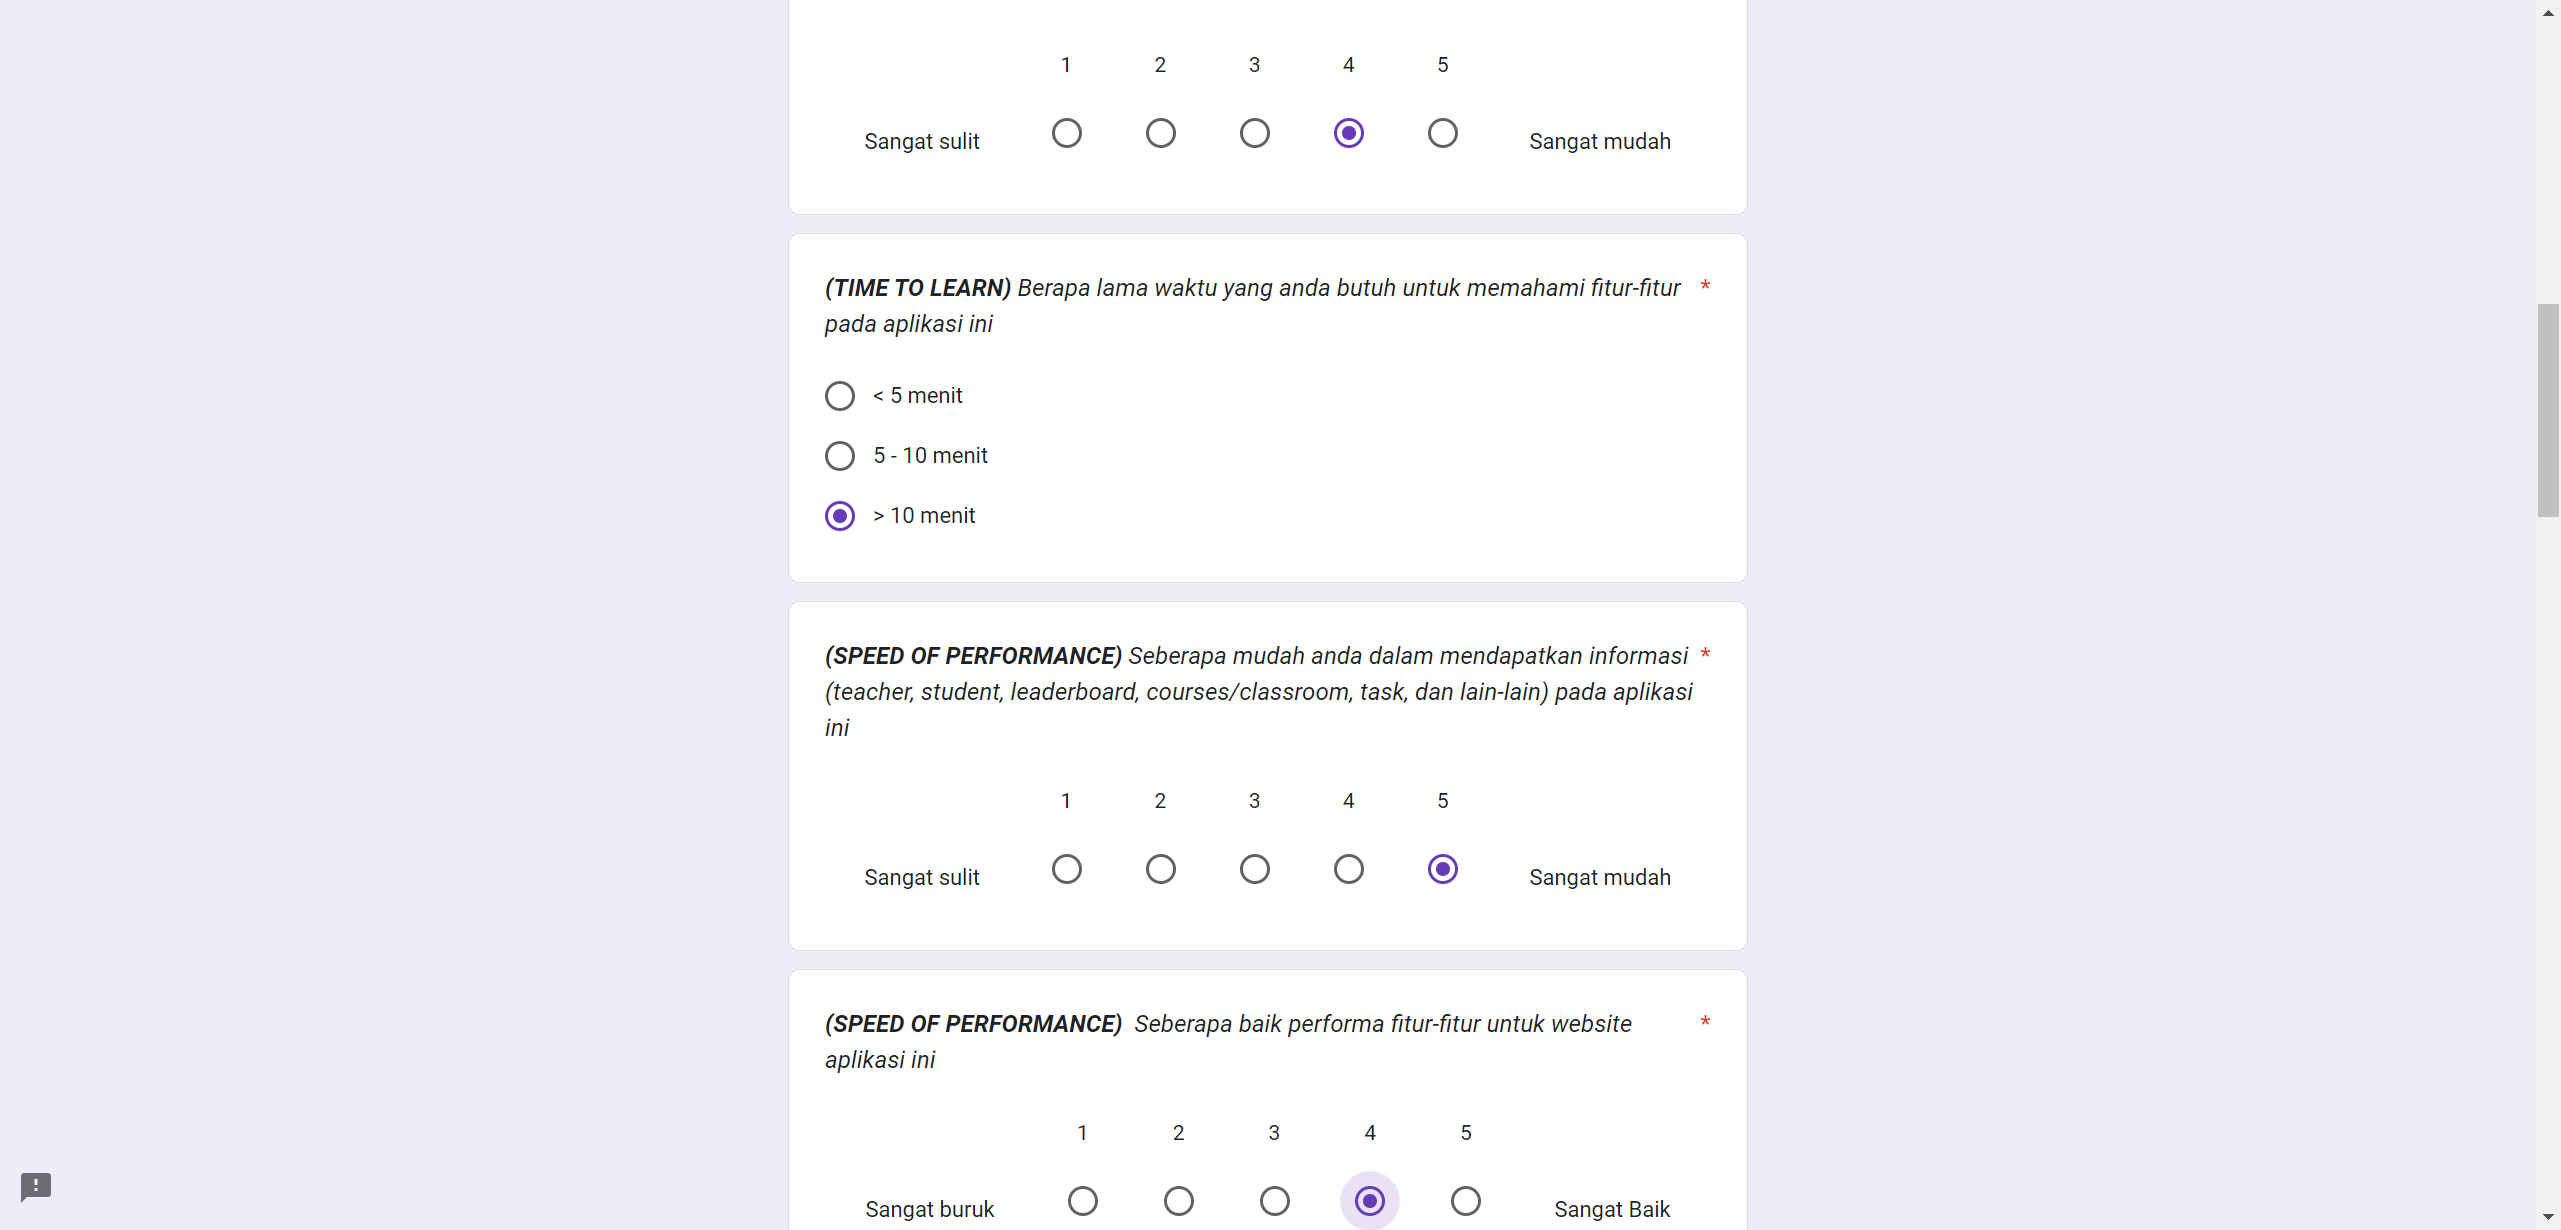 1 2 3 4 5
Sangat sulit Sangat mudah
(TIME TO LEARN) Berapa lama waktu yang anda butuh untuk memahami fitur-fitur *
pada aplikasi ini
< 5 menit
5 - 10 menit
> 10 menit
(SPEED OF PERFORMANCE) Seberapa mudah anda dalam mendapatkan informasi *
(teacher, student, leaderboard, courses/classroom, task, dan lain-lain) pada aplikasi
ini
1 2 3 4 5
Sangat sulit Sangat mudah
(SPEED OF PERFORMANCE) Seberapa baik performa fitur-fitur untuk website *
aplikasi ini
1 2 3 4 5
Sangat buruk Sangat Baik